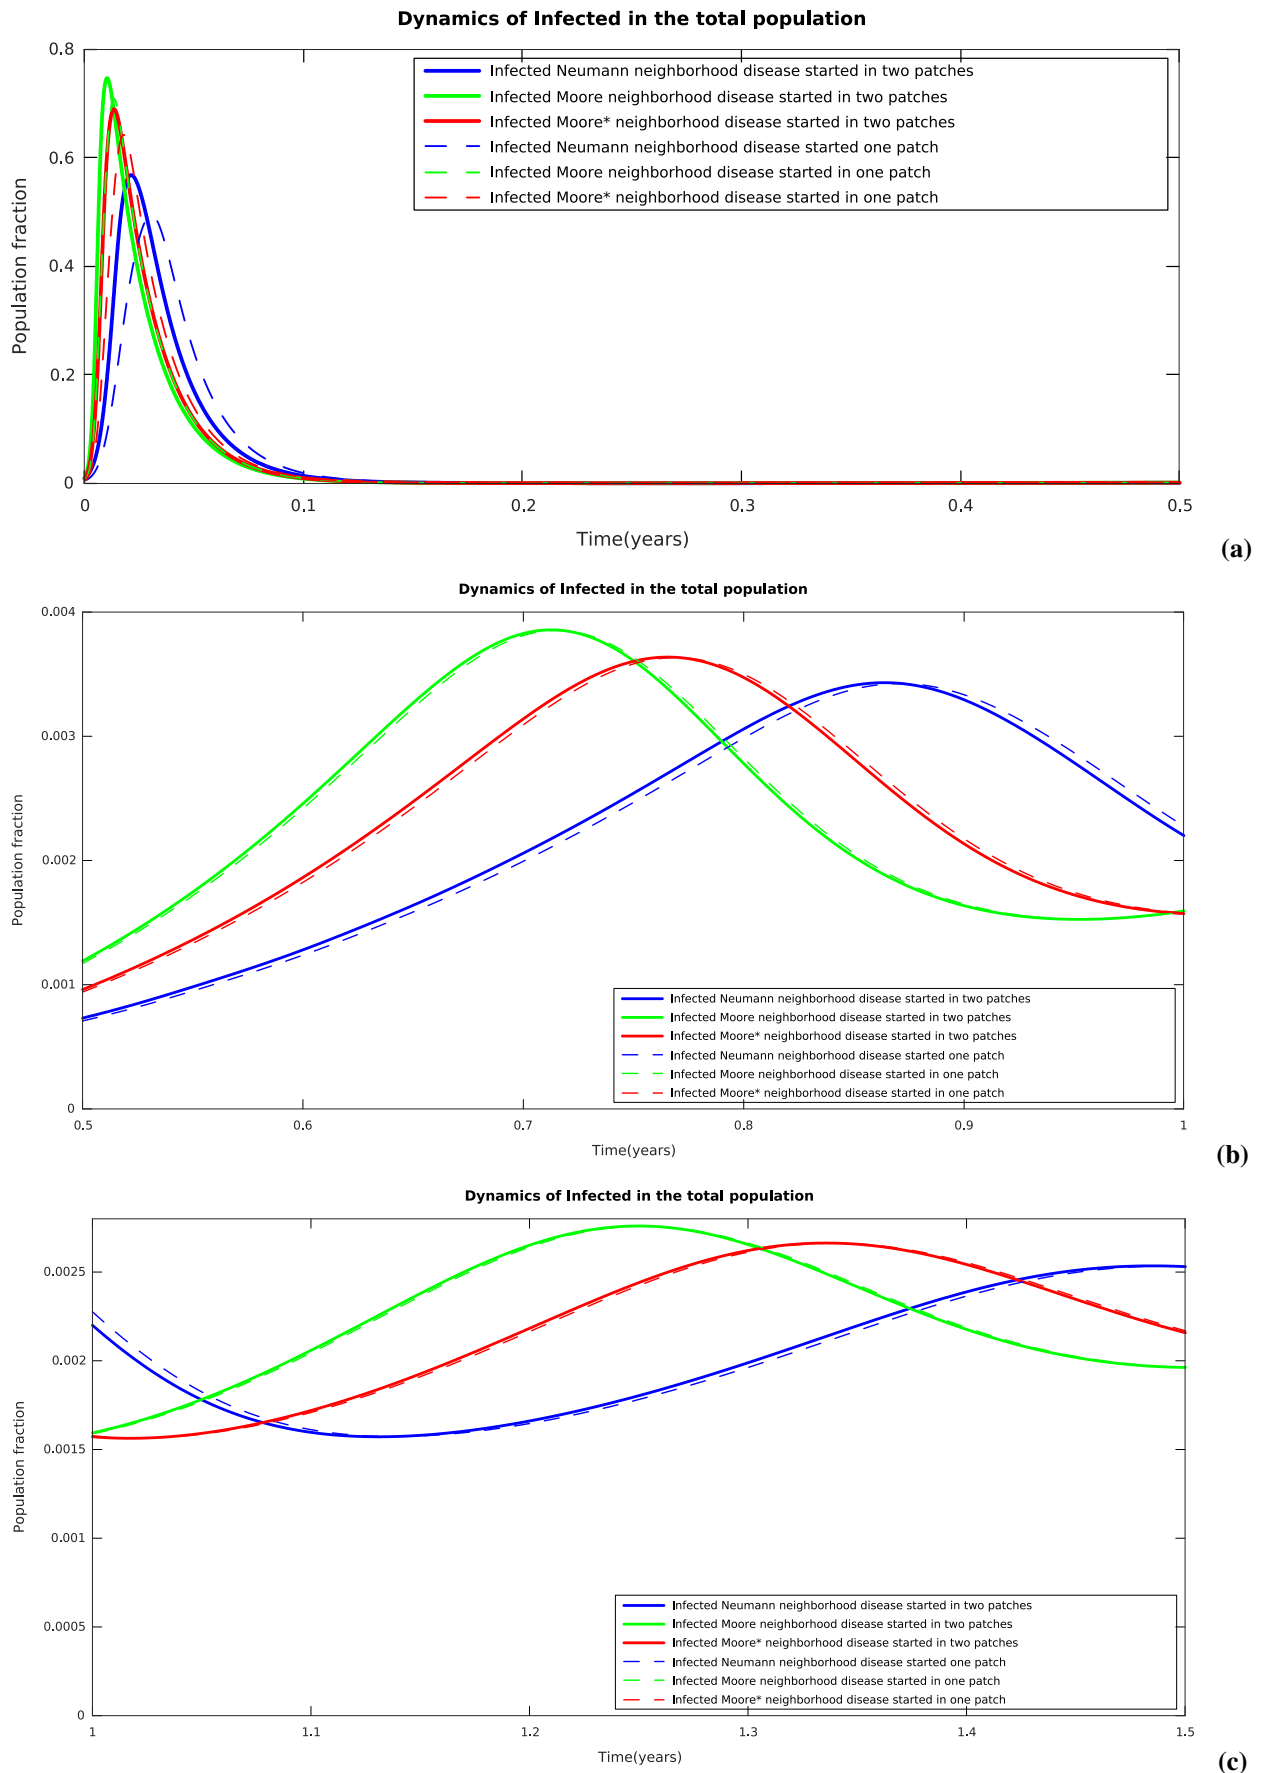 Dynamics of Infected in the total population
0.8
0.6
0.4
0.2
0
Population fraction
Infected Neumann neighborhood disease started in two patches
Infected Moore neighborhood disease started in two patches
Infected Moore* neighborhood disease started in two patches
Infected Neumann neighborhood disease started one patch
Infected Moore neighborhood disease started in one patch
Infected Moore* neighborhood disease started in one patch
0 0.1 0.2 0.3 0.4 0.5
Time(years)
(a)
Dynamics of Infected in the total population
0.004
0.003
0.002
0.001
0
Population fraction
Infected Neumann neighborhood disease started in two patches
Infected Moore neighborhood disease started in two patches
Infected Moore* neighborhood disease started in two patches
Infected Neumann neighborhood disease started one patch
Infected Moore neighborhood disease started in one patch
Infected Moore* neighborhood disease started in one patch
0.5 0.6 0.7 0.8 0.9 1
Time(years)
(b)
Dynamics of Infected in the total population
0.0025
0.002
0.0015
0.001
0.0005
0
Population fraction
Infected Neumann neighborhood disease started in two patches
Infected Moore neighborhood disease started in two patches
Infected Moore* neighborhood disease started in two patches
Infected Neumann neighborhood disease started one patch
Infected Moore neighborhood disease started in one patch
Infected Moore* neighborhood disease started in one patch
1 1.1 1.2 1.3 1.4 1.5
Time(years)
(c)